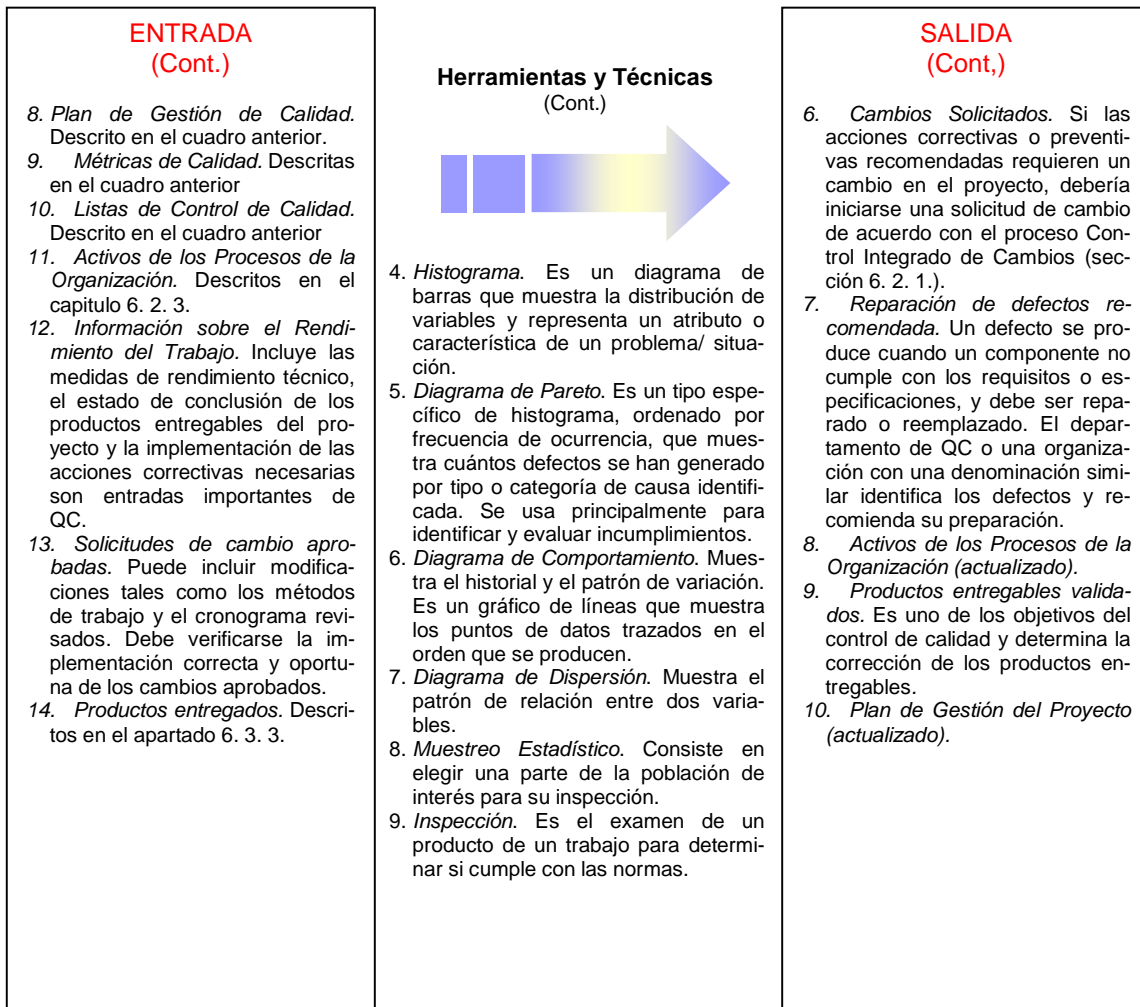 ENTRADA
(Cont.)
8. Plan de Gestión de Calidad.
Descrito en el cuadro anterior.
9. Métricas de Calidad. Descritas
en el cuadro anterior
10. Listas de Control de Calidad.
Descrito en el cuadro anterior
11. Activos de los Procesos de la
Organización. Descritos en el
capitulo 6. 2. 3.
12. Información sobre el Rendi-
miento del Trabajo. Incluye las
medidas de rendimiento técnico,
el estado de conclusión de los
productos entregables del pro-
yecto y la implementación de las
acciones correctivas necesarias
son entradas importantes de
QC.
13. Solicitudes de cambio apro-
badas. Puede incluir modifica-
ciones tales como los métodos
de trabajo y el cronograma revi-
sados. Debe verificarse la im-
plementación correcta y oportu-
na de los cambios aprobados.
14. Productos entregados. Descri-
tos en el apartado 6. 3. 3.
Herramientas y Técnicas
(Cont.)
4. Histograma. Es un diagrama de
barras que muestra la distribución de
variables y representa un atributo o
característica de un problema/ situa-
ción.
5. Diagrama de Pareto. Es un tipo espe-
cífico de histograma, ordenado por
frecuencia de ocurrencia, que mues-
tra cuántos defectos se han generado
por tipo o categoría de causa identifi-
cada. Se usa principalmente para
identificar y evaluar incumplimientos.
6. Diagrama de Comportamiento. Mues-
tra el historial y el patrón de variación.
Es un gráfico de líneas que muestra
los puntos de datos trazados en el
orden que se producen.
7. Diagrama de Dispersión. Muestra el
patrón de relación entre dos varia-
bles.
8. Muestreo Estadístico. Consiste en
elegir una parte de la población de
interés para su inspección.
9. Inspección. Es el examen de un
producto de un trabajo para determi-
nar si cumple con las normas.
SALIDA
(Cont,)
6. Cambios Solicitados. Si las
acciones correctivas o preventi-
vas recomendadas requieren un
cambio en el proyecto, debería
iniciarse una solicitud de cambio
de acuerdo con el proceso Con-
trol Integrado de Cambios (sec-
ción 6. 2. 1.).
7. Reparación de defectos re-
comendada. Un defecto se pro-
duce cuando un componente no
cumple con los requisitos o es-
pecificaciones, y debe ser repa-
rado o reemplazado. El depar-
tamento de QC o una organiza-
ción con una denominación simi-
lar identifica los defectos y re-
comienda su preparación.
8. Activos de los Procesos de la
Organización (actualizado).
9. Productos entregables valida-
dos. Es uno de los objetivos del
control de calidad y determina la
corrección de los productos en-
tregables.
10. Plan de Gestión del Proyecto
(actualizado).